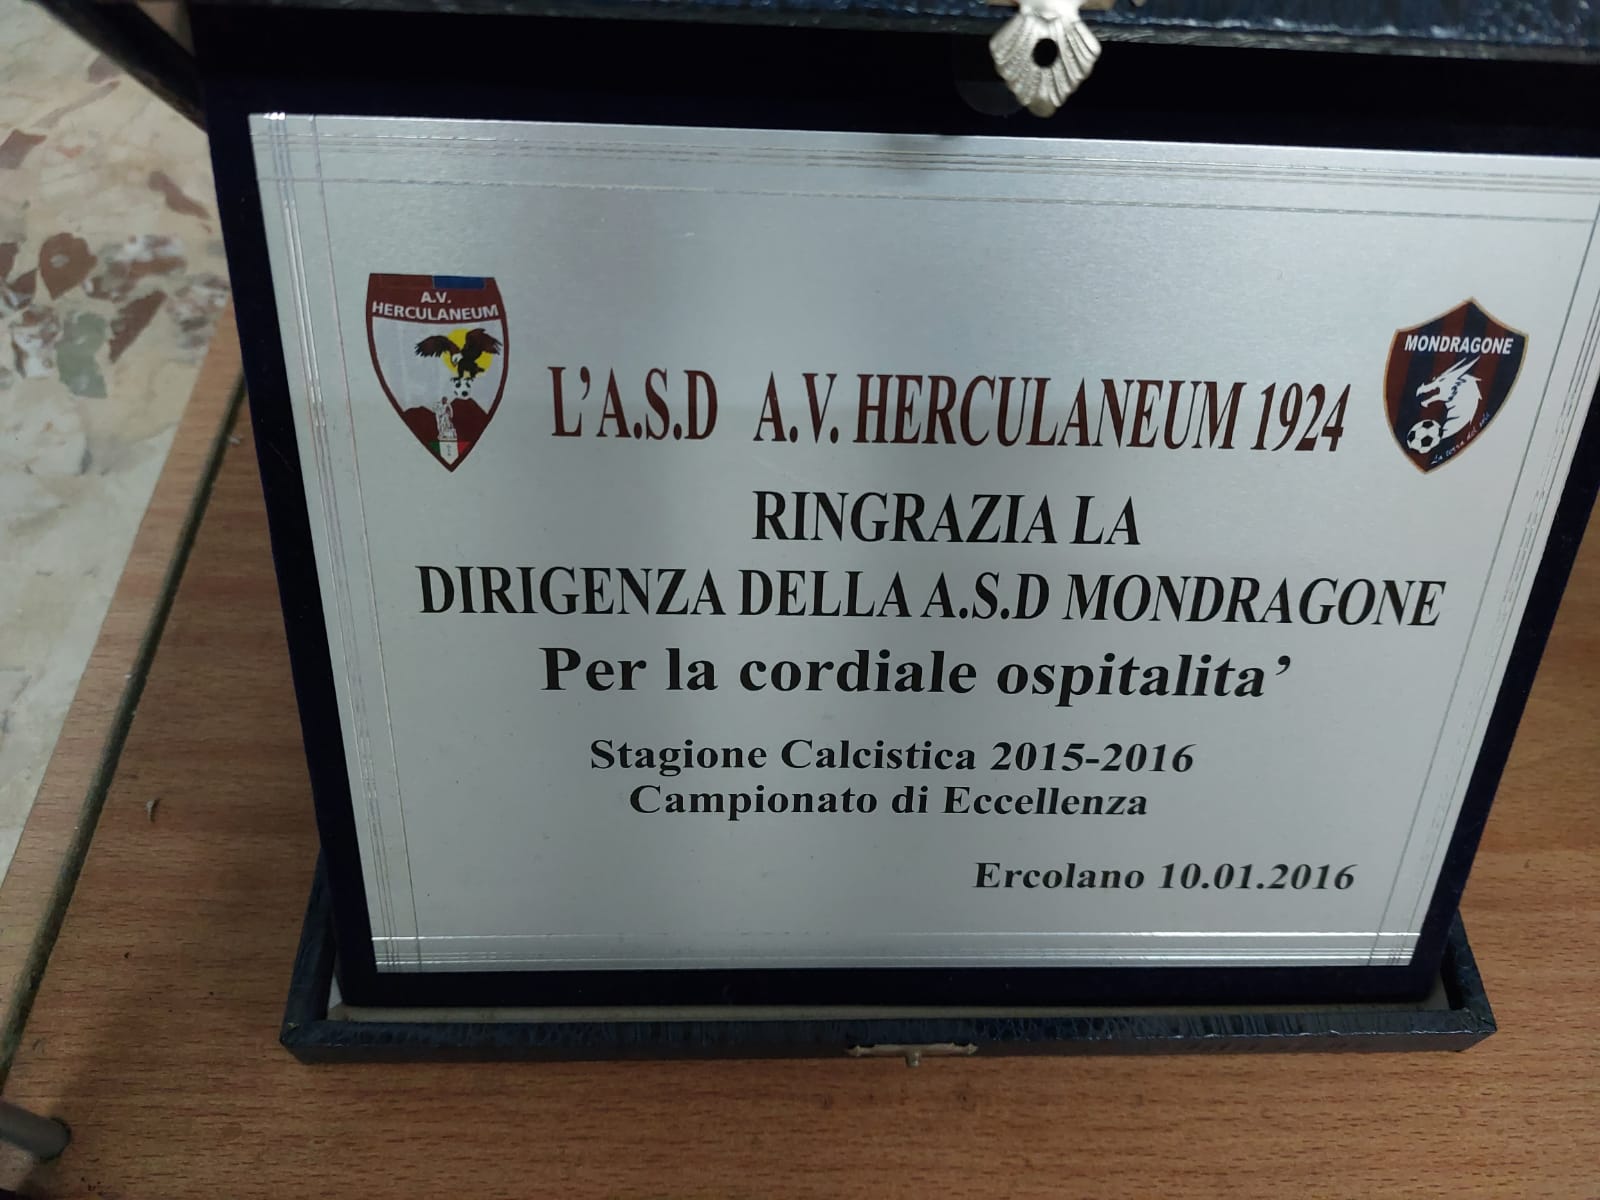 A.V.
HERCULANEUM
MONDRAGONE
L'A.S.D A.V. HERCULANEUM 1924
RINGRAZIA LA
DIRIGENZA DELLA A.S.D MONDRAGONE
Per la cordiale ospitalita'
Stagione Calcistica 2015-2016
Campionato di Eccellenza
Ercolano 10.01.2016